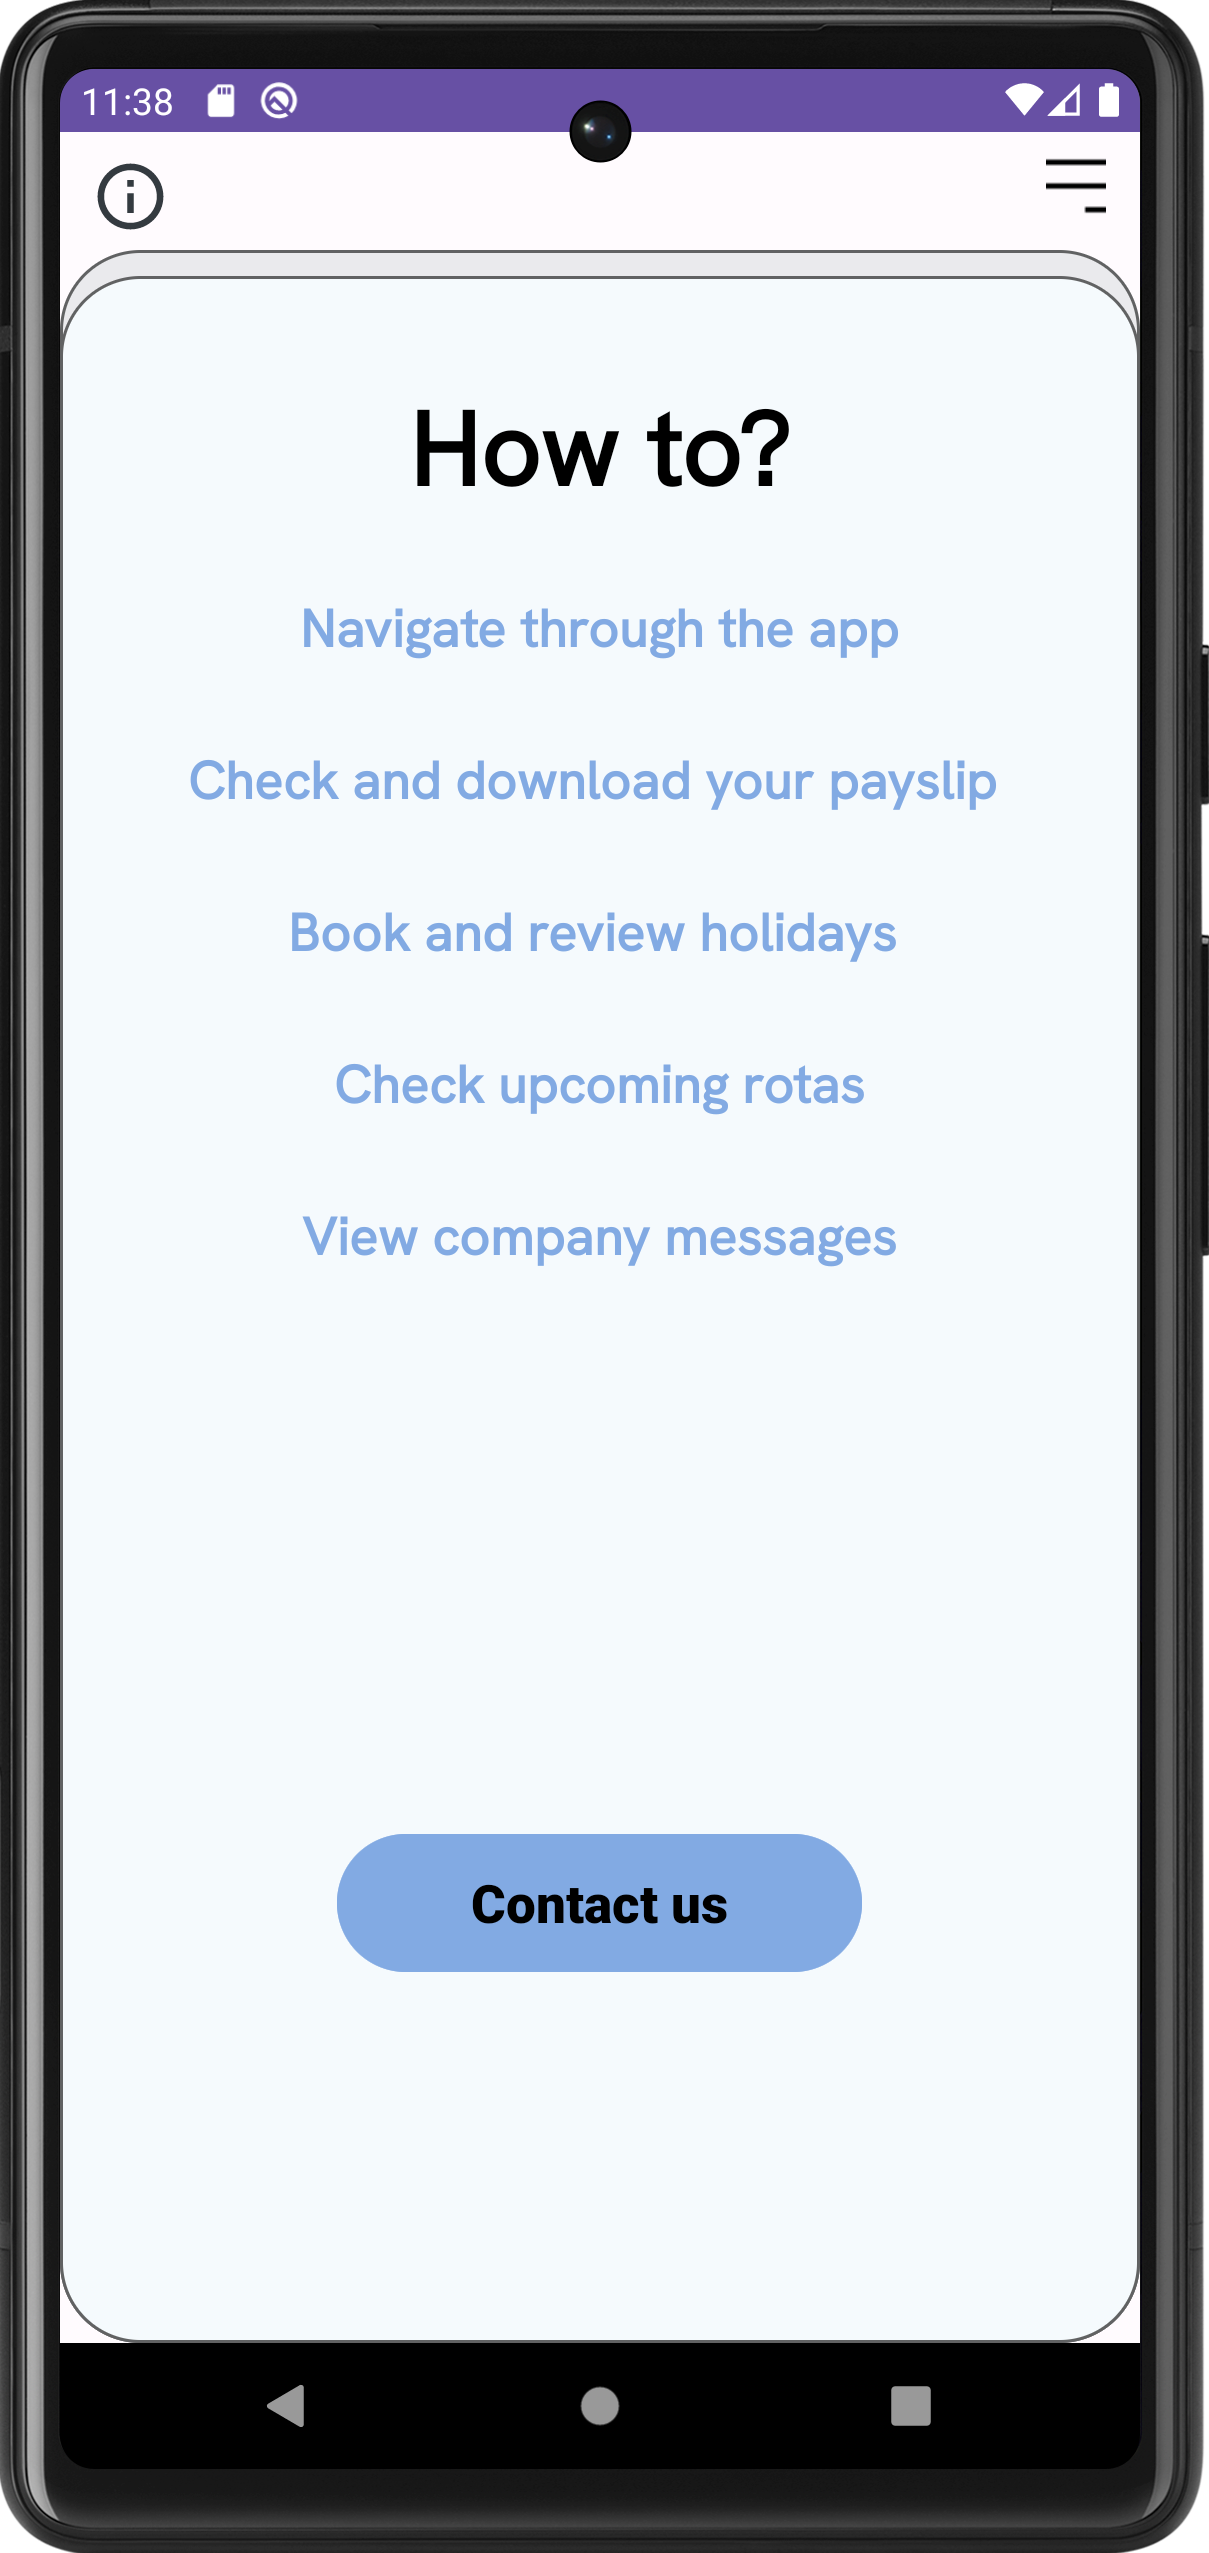 11:38
How to?
Navigate through the app
Check and download your payslip
Book and review holidays
Check upcoming rotas
View company messages
Contact us